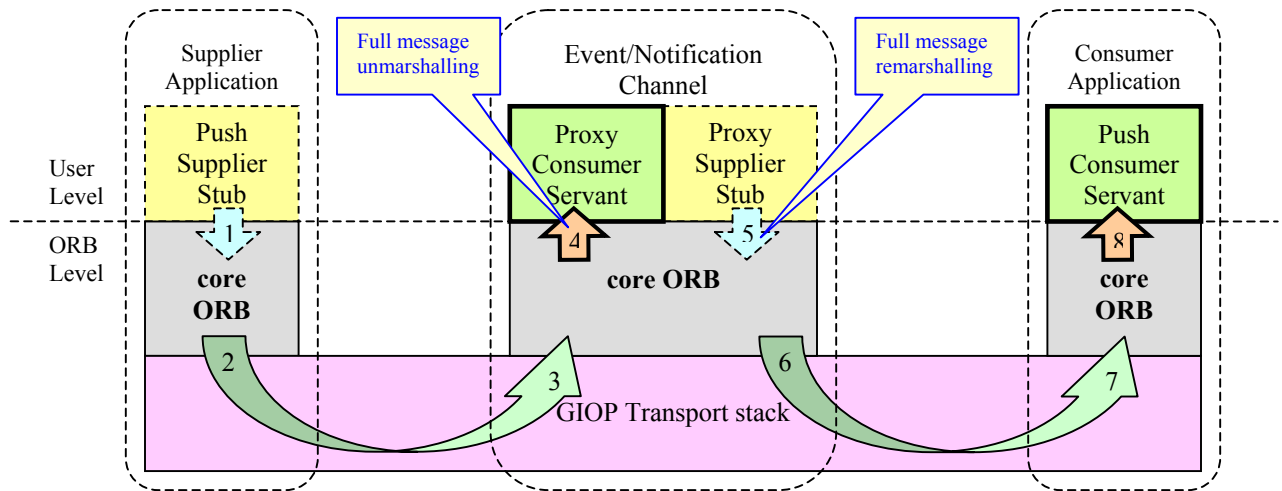 Supplier
Application
Full message
unmarshalling
Event/Notification
Channel
Full message
remarshalling
Consumer
Application
User
Level
Push
Supplier
Stub
Proxy
Consumer
Servant
Proxy
Supplier
Stub
Push
Consumer
Servant
ORB
Level
1
4
5
8
core
ORB
core ORB
core
ORB
2
3
6
7
GIOP Transport stack